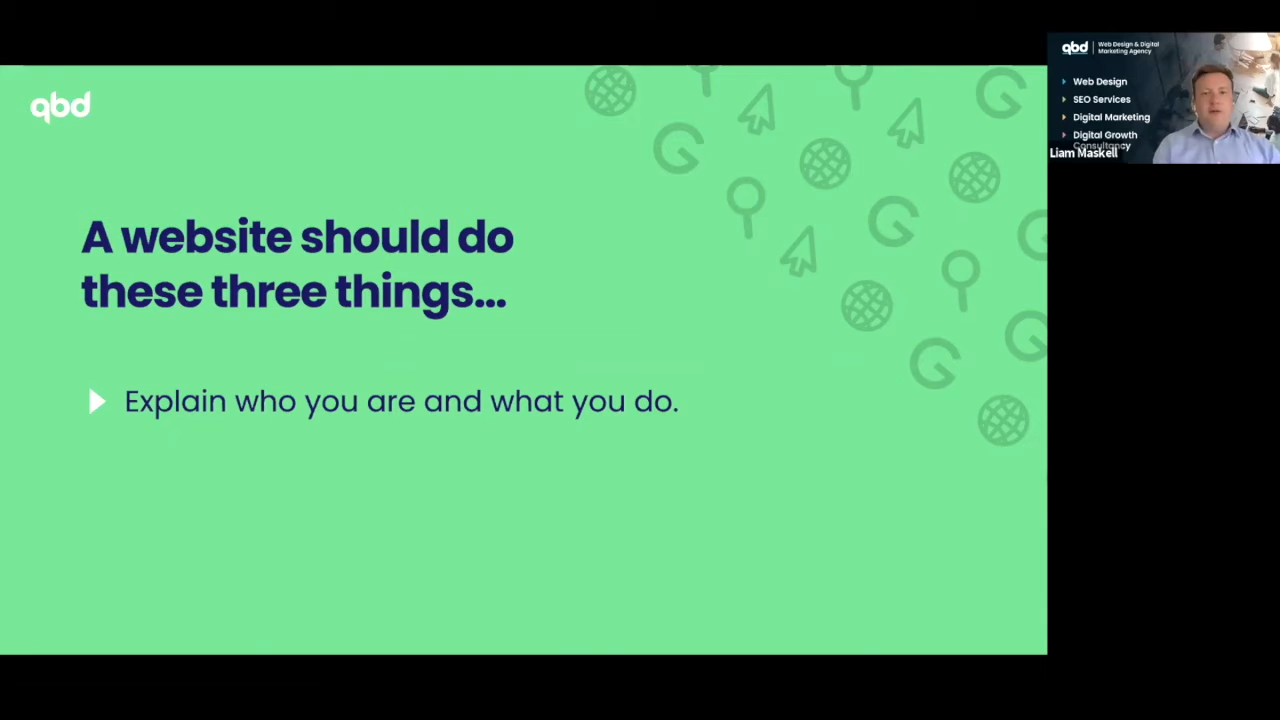 qbd
A website should do
these three things...
Explain who you are and what you do.
qbd
Web Design & Digital
Marketing Agency
Web Design
SEO Services
Digital Marketing
Digital Growth
Consultancy
Liam Maskell